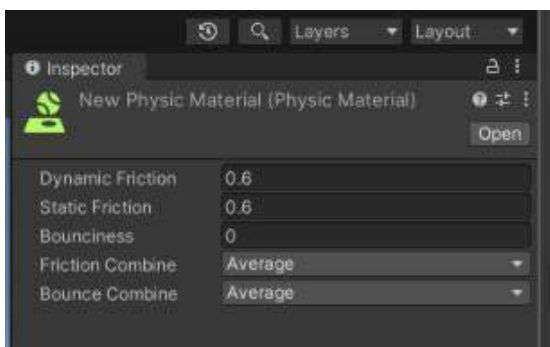 Layers Layout
Inspector
New Physic Material (Physic Material)
Open
Dynamic Friction 0.6
Static Friction 0.6
Bounciness 0
Friction Combine Average
Bounce Combine Average